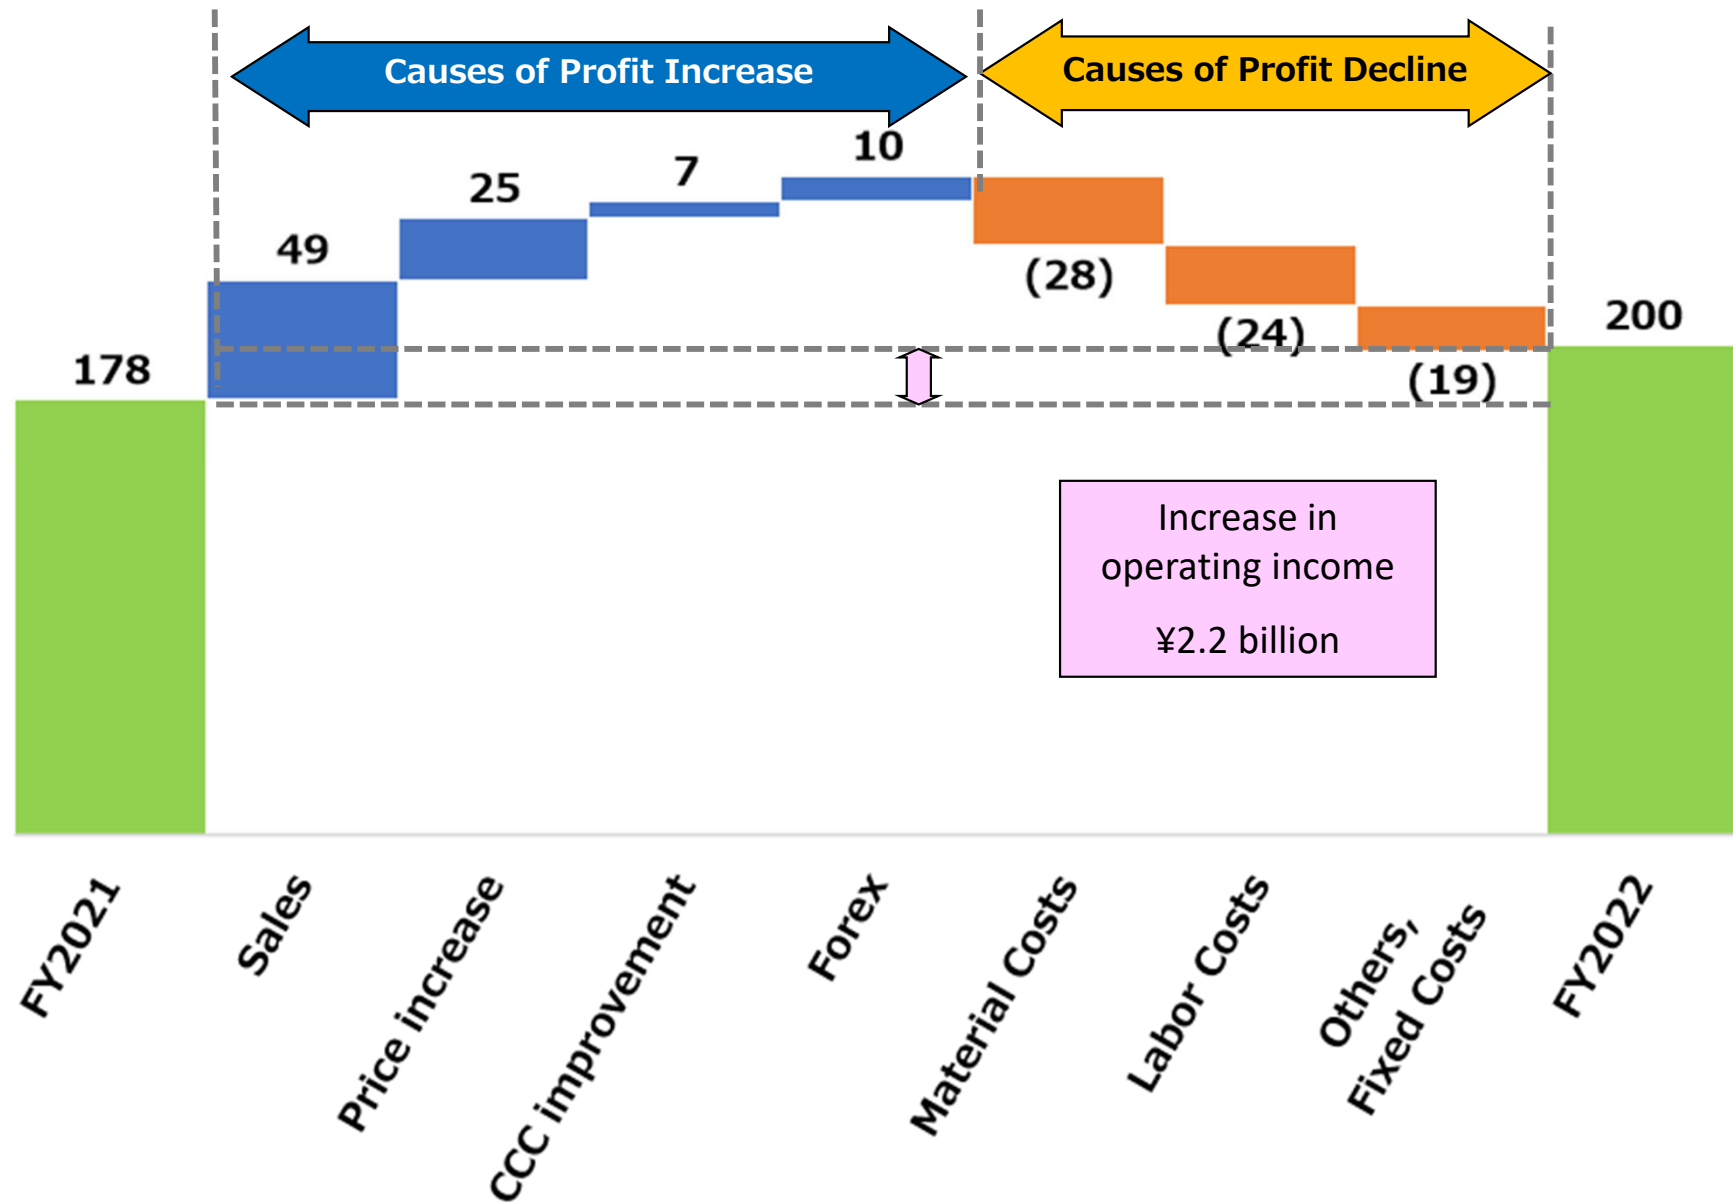 Causes of Profit Increase
Causes of Profit Decline
178
49
25
7
10
(28)
(24)
(19)
200
Increase in
operating income
¥2.2 billion
FY2021
Sales
Price increase
CCC improvement
Forex
Material Costs
Labor Costs
Others,
Fixed Costs
FY2022